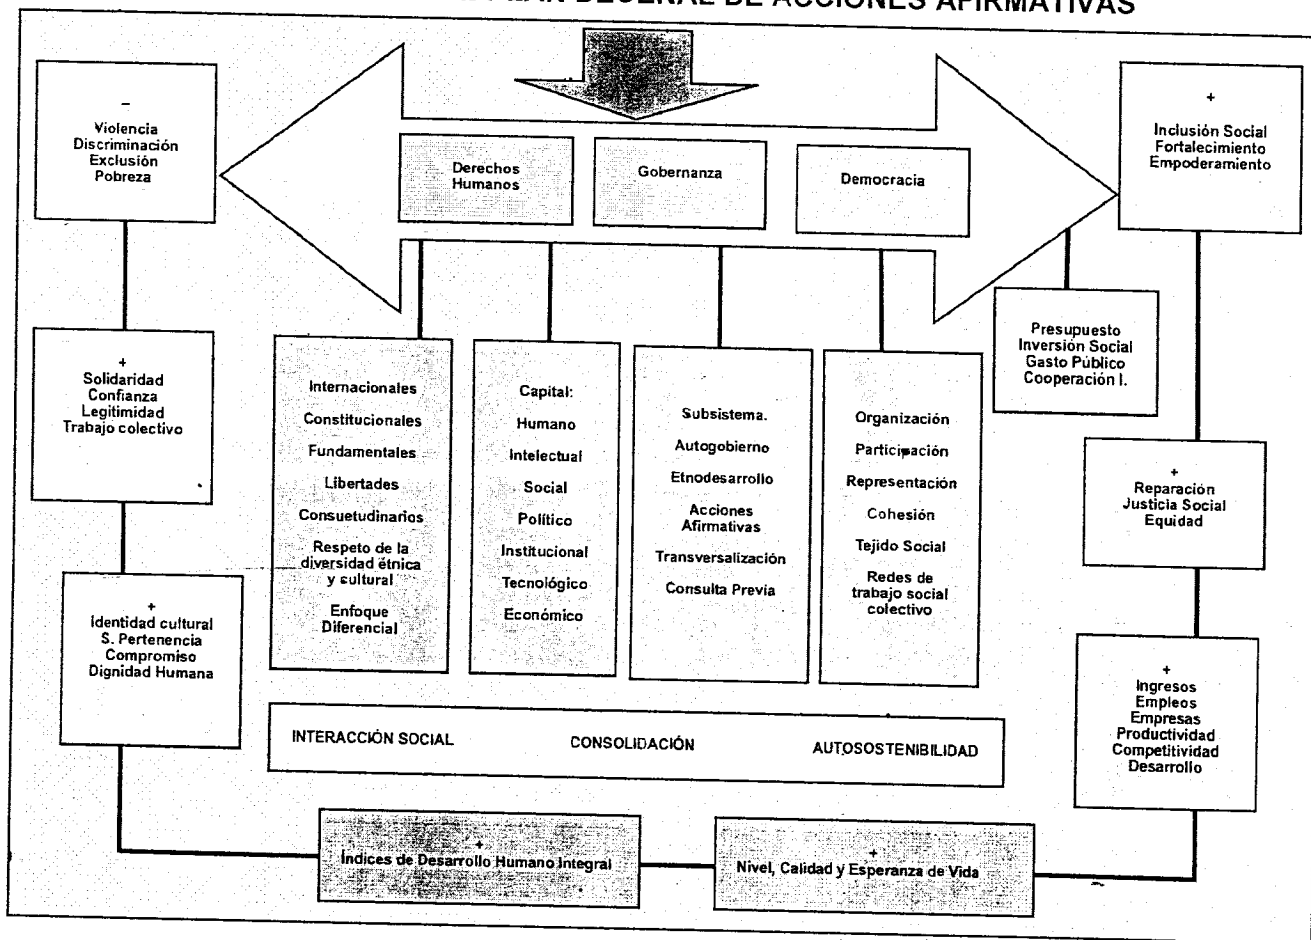 PLAN DECENAL DE ACCIONES AFIRMATIVAS
–
Violencia
Discriminación
Exclusión
Pobreza
Derechos
Humanos
Gobernanza
Democracia
+
Inclusión Social
Fortalecimiento
Empoderamiento
+
Solidaridad
Confianza
Legitimidad
Trabajo colectivo
Internacionales
Constitucionales
Fundamentales
Libertades
Consuetudinarios
Respeto de la
diversidad étnica
y cultural
Enfoque
Diferencial
Capital:
Humano
Intelectual
Social
Político
Institucional
Tecnológico
Económico
Subsistema.
Autogobierno
Etnodesarrollo
Acciones
Afirmativas
Transversalización
Consulta Previa
Organización
Participación
Representación
Cohesión
Tejido Social
Redes de
trabajo social
colectivo
Presupuesto
Inversión Social
Gasto Público
Cooperación I.
+
Reparación
Justicia Social
Equidad
+
Identidad cultural
S. Pertenencia
Compromiso
Dignidad Humana
+
Ingresos
Empleos
Empresas
Productividad
Competitividad
Desarrollo
INTERACCIÓN SOCIAL CONSOLIDACIÓN AUTOSOSTENIBILIDAD
+
Índices de Desarrollo Humano Integral
+
Nivel, Calidad y Esperanza de Vida